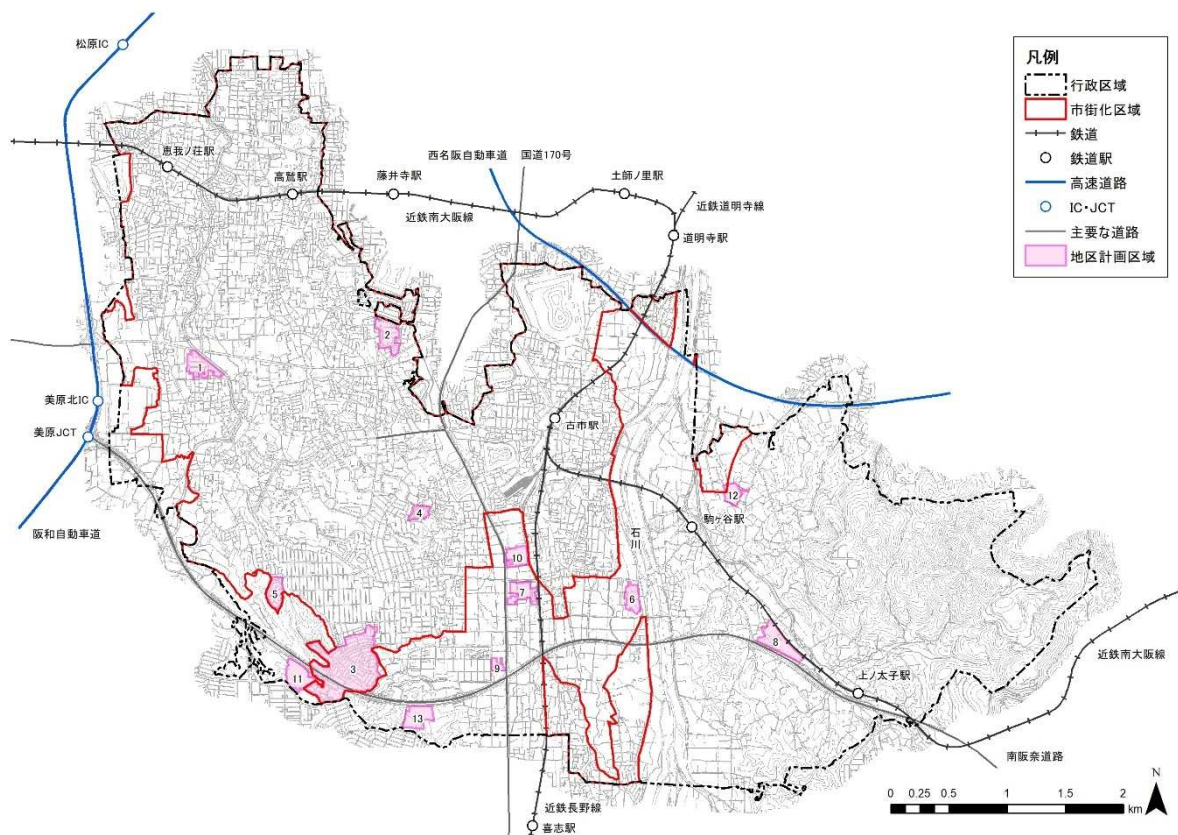 松原IC
恵我ノ荘駅
高鷲駅
藤井寺駅
近鉄南大阪線
西名阪自動車道
国道170号
土師ノ里駅
近鉄道明寺線
道明寺駅
凡例
行政区域
市街化区域
鉄道
鉄道駅
高速道路
IC・JCT
主要な道路
地区計画区域
1
2
美原北IC
美原JCT
阪和自動車道
古市駅
石川
駒ヶ谷駅
12
4
10
7
6
5
3
11
9
13
8
上ノ太子駅
近鉄南大阪線
南阪奈道路
近鉄長野線
喜志駅
N
0 0.25 0.5 1 1.5 2
km